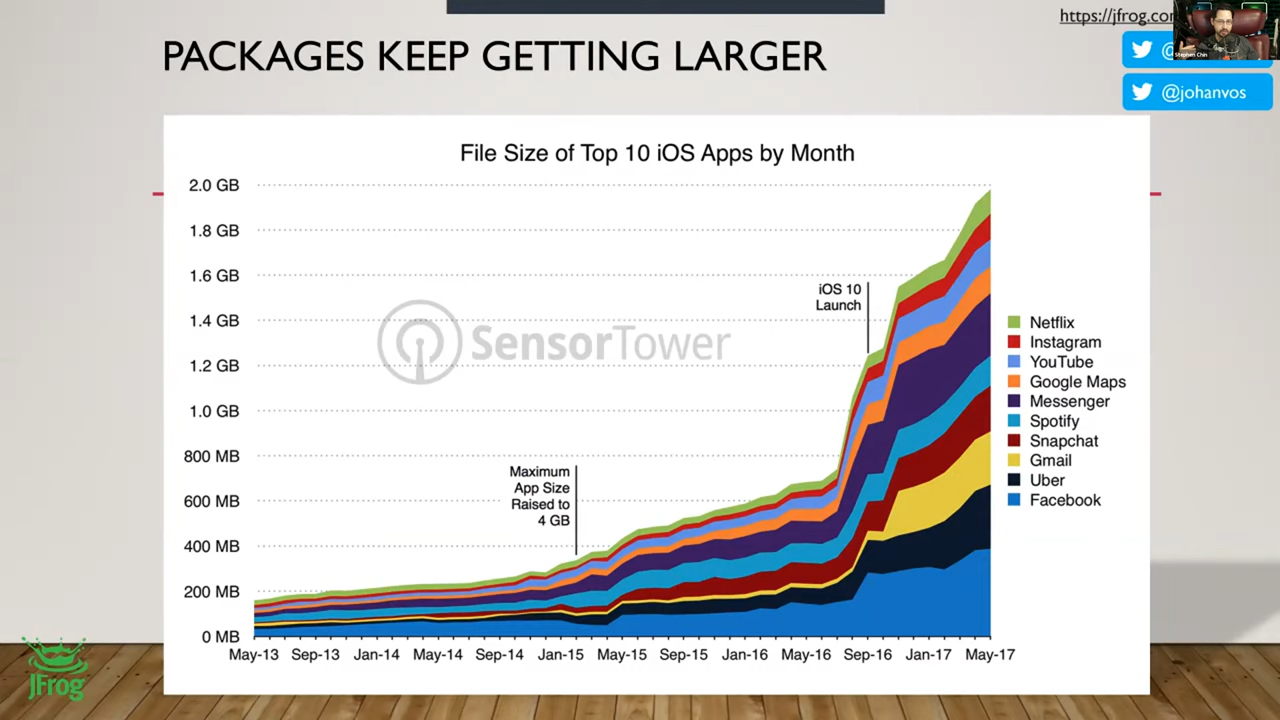 https://jfrog.co
Stephen Chin
PACKAGES KEEP GETTING LARGER
@
@johanvos
File Size of Top 10 iOS Apps by Month
2.0 GB
1.8 GB
1.6 GB
1.4 GB
1.2 GB
1.0 GB
800 MB
600 MB
400 MB
200 MB
0 MB
SensorTower
iOS 10
Launch
Maximum
App Size
Raised to
4 GB
Netflix
Instagram
YouTube
Google Maps
Messenger
Spotify
Snapchat
Gmail
Uber
Facebook
May-13 Sep-13 Jan-14 May-14 Sep-14 Jan-15 May-15 Sep-15 Jan-16 May-16 Sep-16 Jan-17 May-17
JFrog